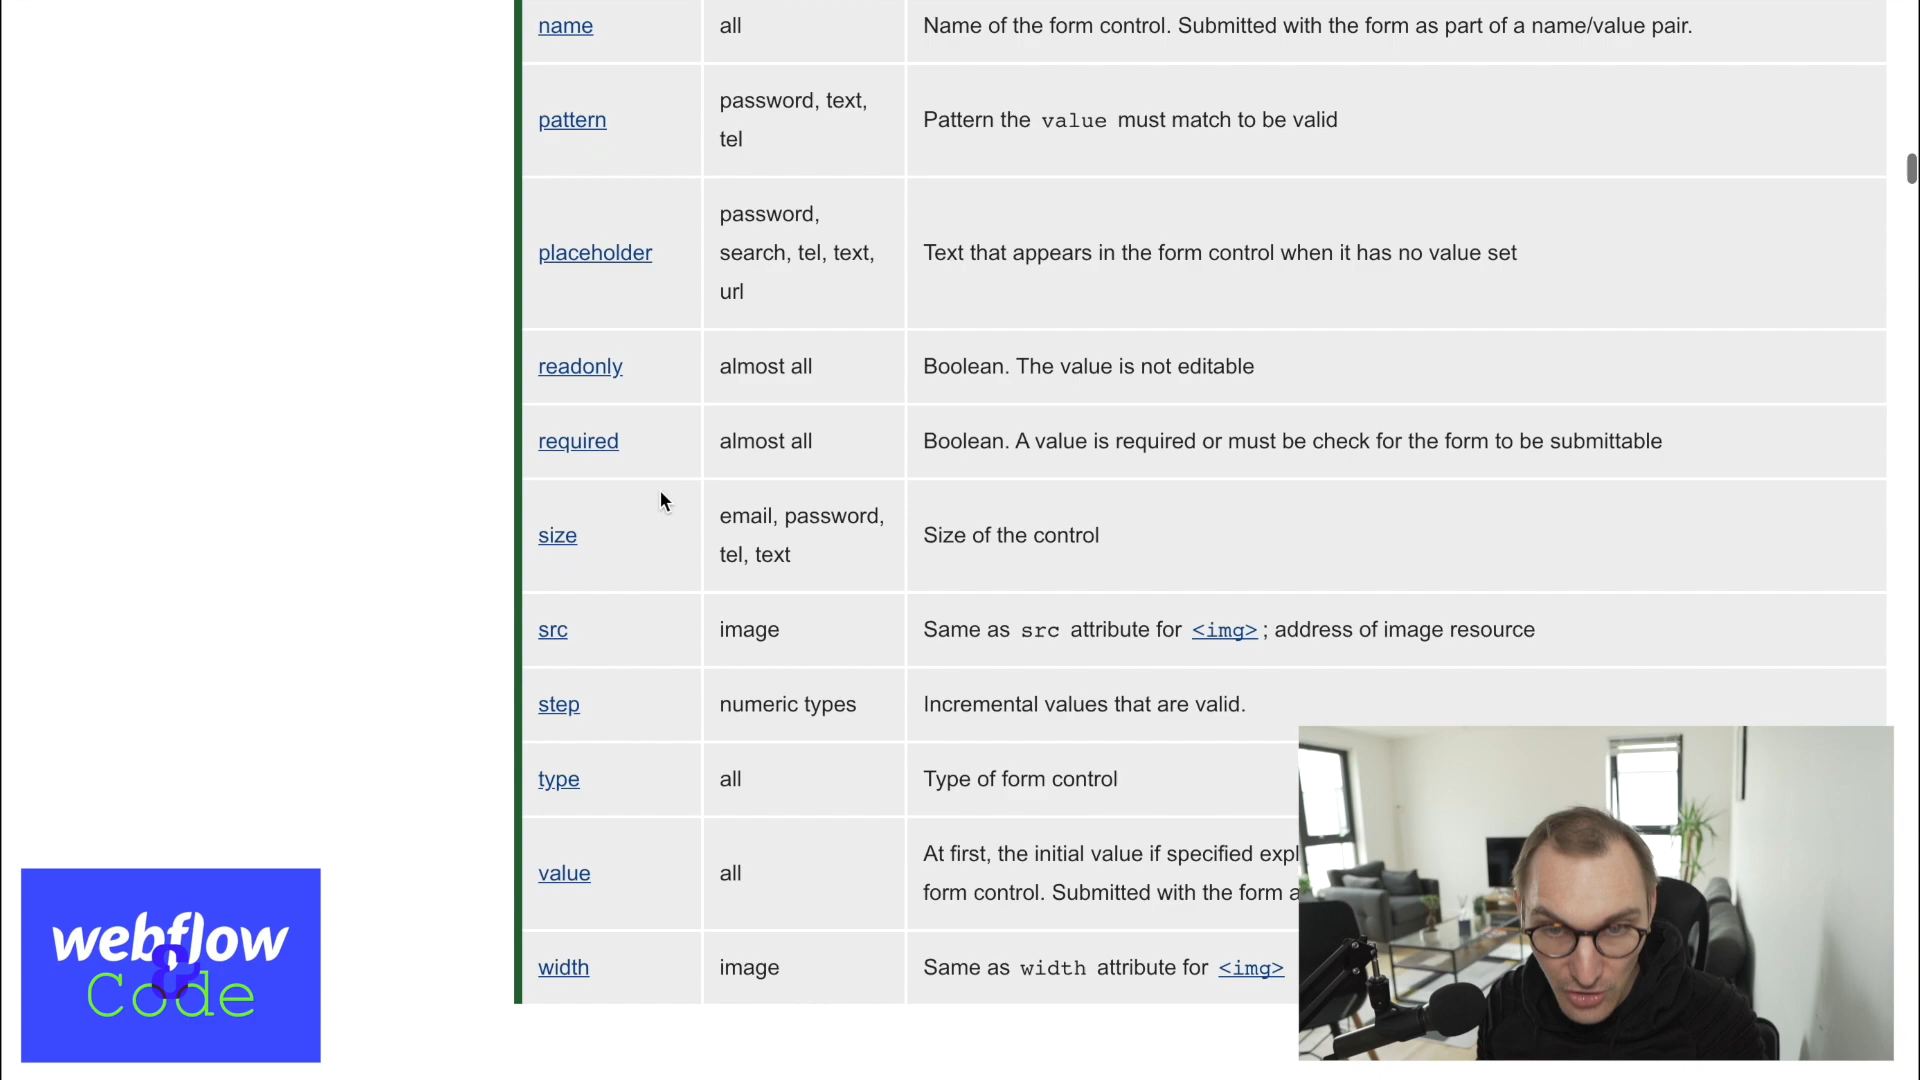 name all Name of the form control. Submitted with the form as part of a name/value pair.
pattern password, text, tel Pattern the value must match to be valid
placeholder password, search, tel, text, url Text that appears in the form control when it has no value set
readonly almost all Boolean. The value is not editable
required almost all Boolean. A value is required or must be check for the form to be submittable
size email, password, tel, text Size of the control
src image Same as src attribute for <img>; address of image resource
step numeric types Incremental values that are valid.
type all Type of form control
value all At first, the initial value if specified
form control. Submitted with the form
width image Same as width attribute for <img>
webflow
&
Code